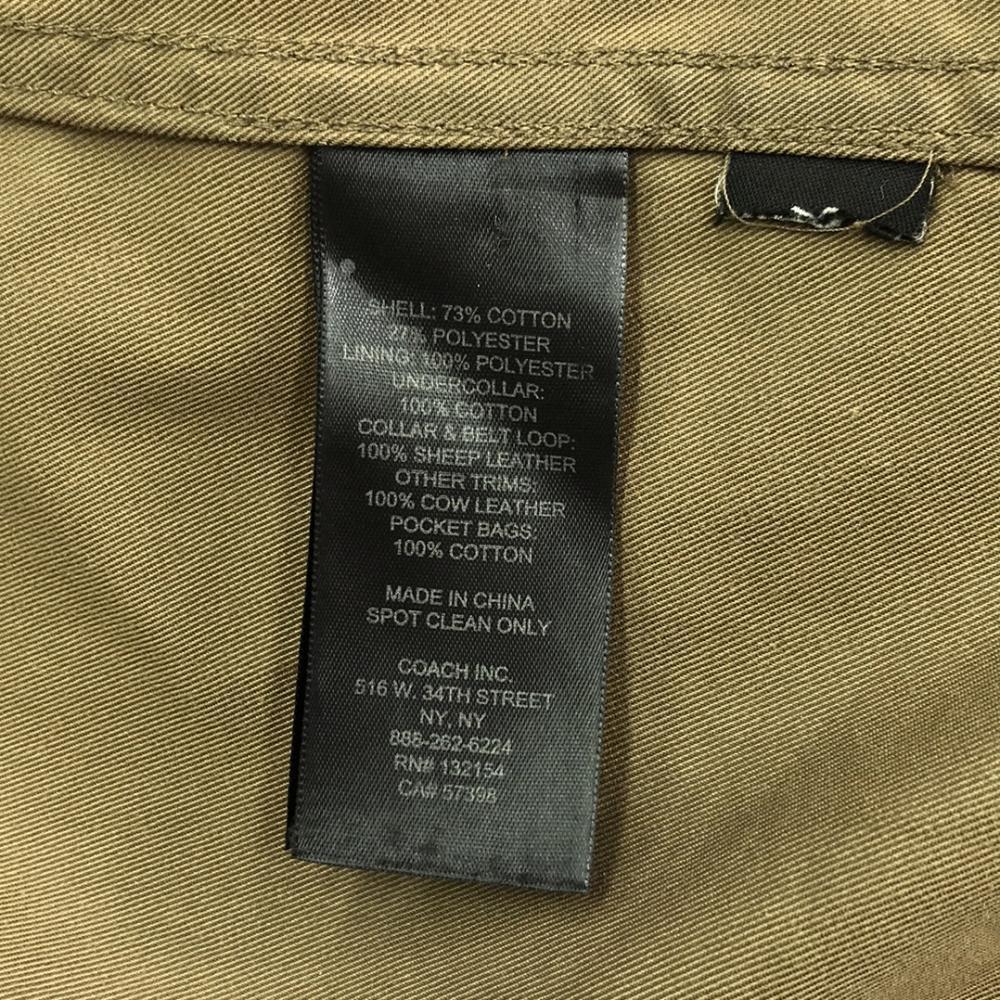 SHELL: 73% COTTON
27% POLYESTER
LINING: 100% POLYESTER
UNDERCOLLAR:
100% COTTON
COLLAR & BELT LOOP:
100% SHEEP LEATHER
OTHER TRIMS:
100% COW LEATHER
POCKET BAGS:
100% COTTON
MADE IN CHINA
SPOT CLEAN ONLY
COACH INC.
516 W. 34TH STREET
NY, NY
888-262-6224
RN# 132154
CA# 57398